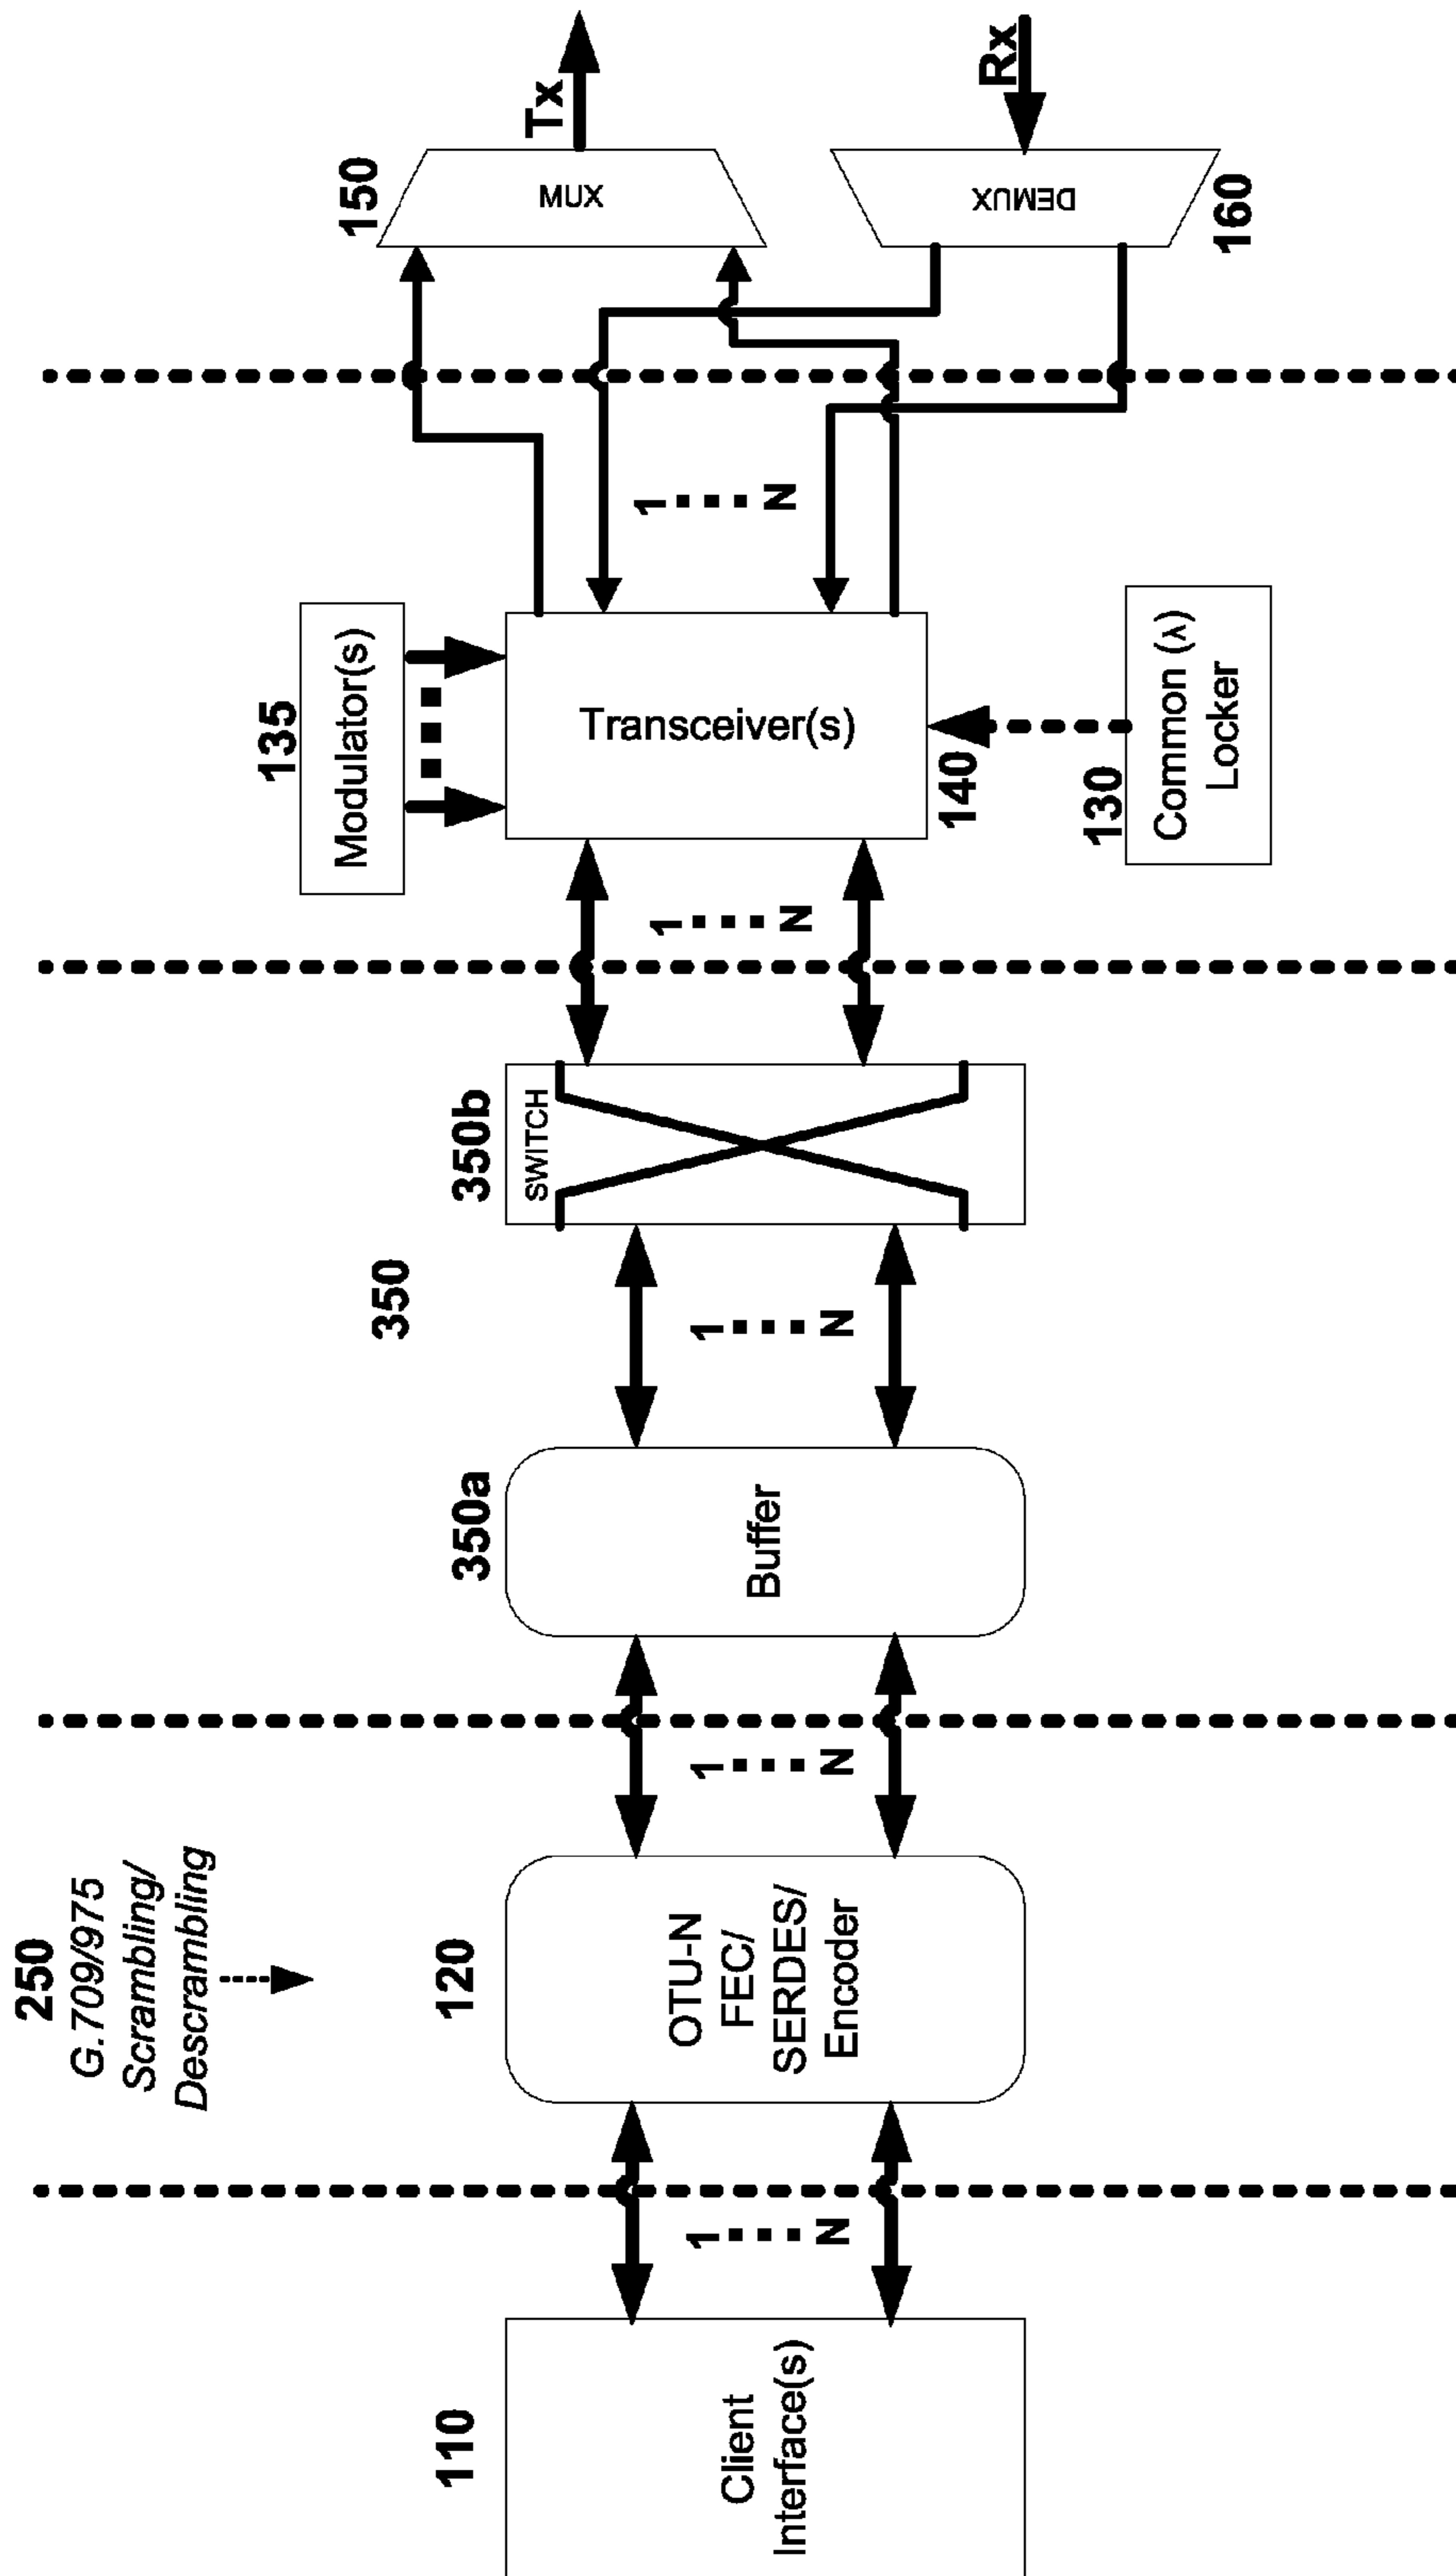 250
G.709/975
Scrambling/
Descrambling
110
Client
Interface(s)
1
N
120
OTU-N
FEC/
SERDES/
Encoder
1
N
350
350a
Buffer
1
N
350b
SWITCH
1
N
135
Modulator(s)
Transceiver(s)
140
130
Common (λ)
Locker
1
N
150
MUX
Tx
Rx
DEMUX
160